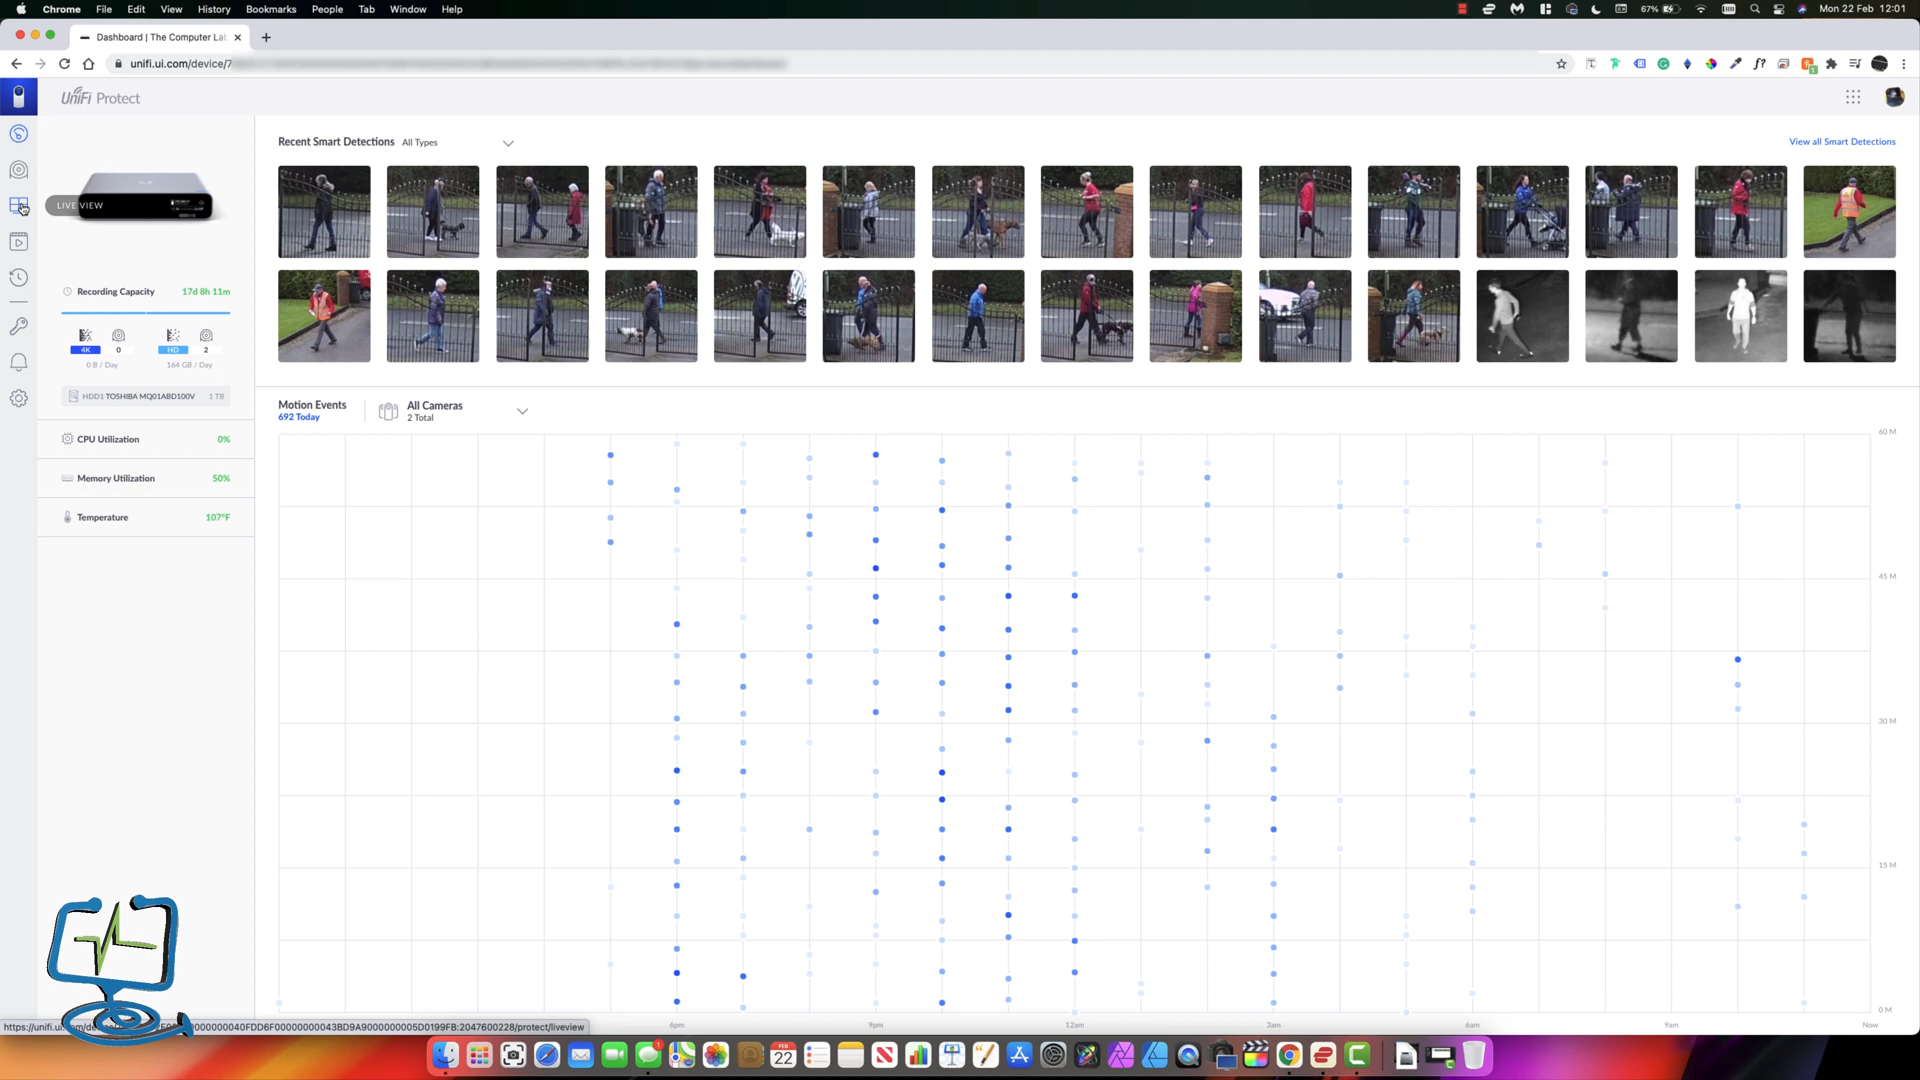 Chrome File Edit View History Bookmarks People Tab Window Help
67% Mon 22 Feb 12:01
Dashboard | The Computer La
unifi.ui.com/device/7
UniFi Protect
Recent Smart Detections All Types
View all Smart Detections
LIVE VIEW
Recording Capacity 17d 8h 11m
4K 0 HD 2
0 B / Day 164 GB / Day
HDD1 TOSHIBA MQ01ABD100V 1 TB
CPU Utilization 0%
Memory Utilization 50%
Temperature 107°F
Motion Events
692 Today
All Cameras
2 Total
60 M
45 M
30 M
15 M
0 M
6pm 9pm 12am 3am 6am 9am Now
0000000040FDD6F00000000043BD9A9000000005D0199FB:2047600228/protect/liveview
FEB
22